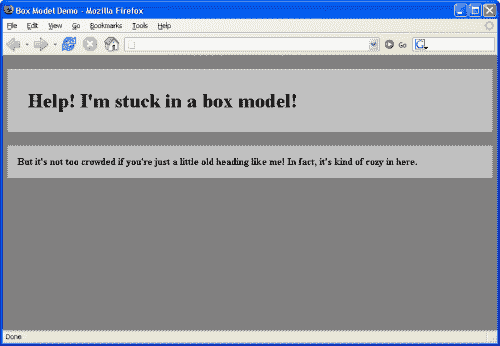 Box Model Demo - Mozilla Firefox
File Edit View Go Bookmarks Tools Help
Go
Help! I'm stuck in a box model!
But it's not too crowded if you're just a little old heading like me! In fact, it's kind of cozy in here.
Done